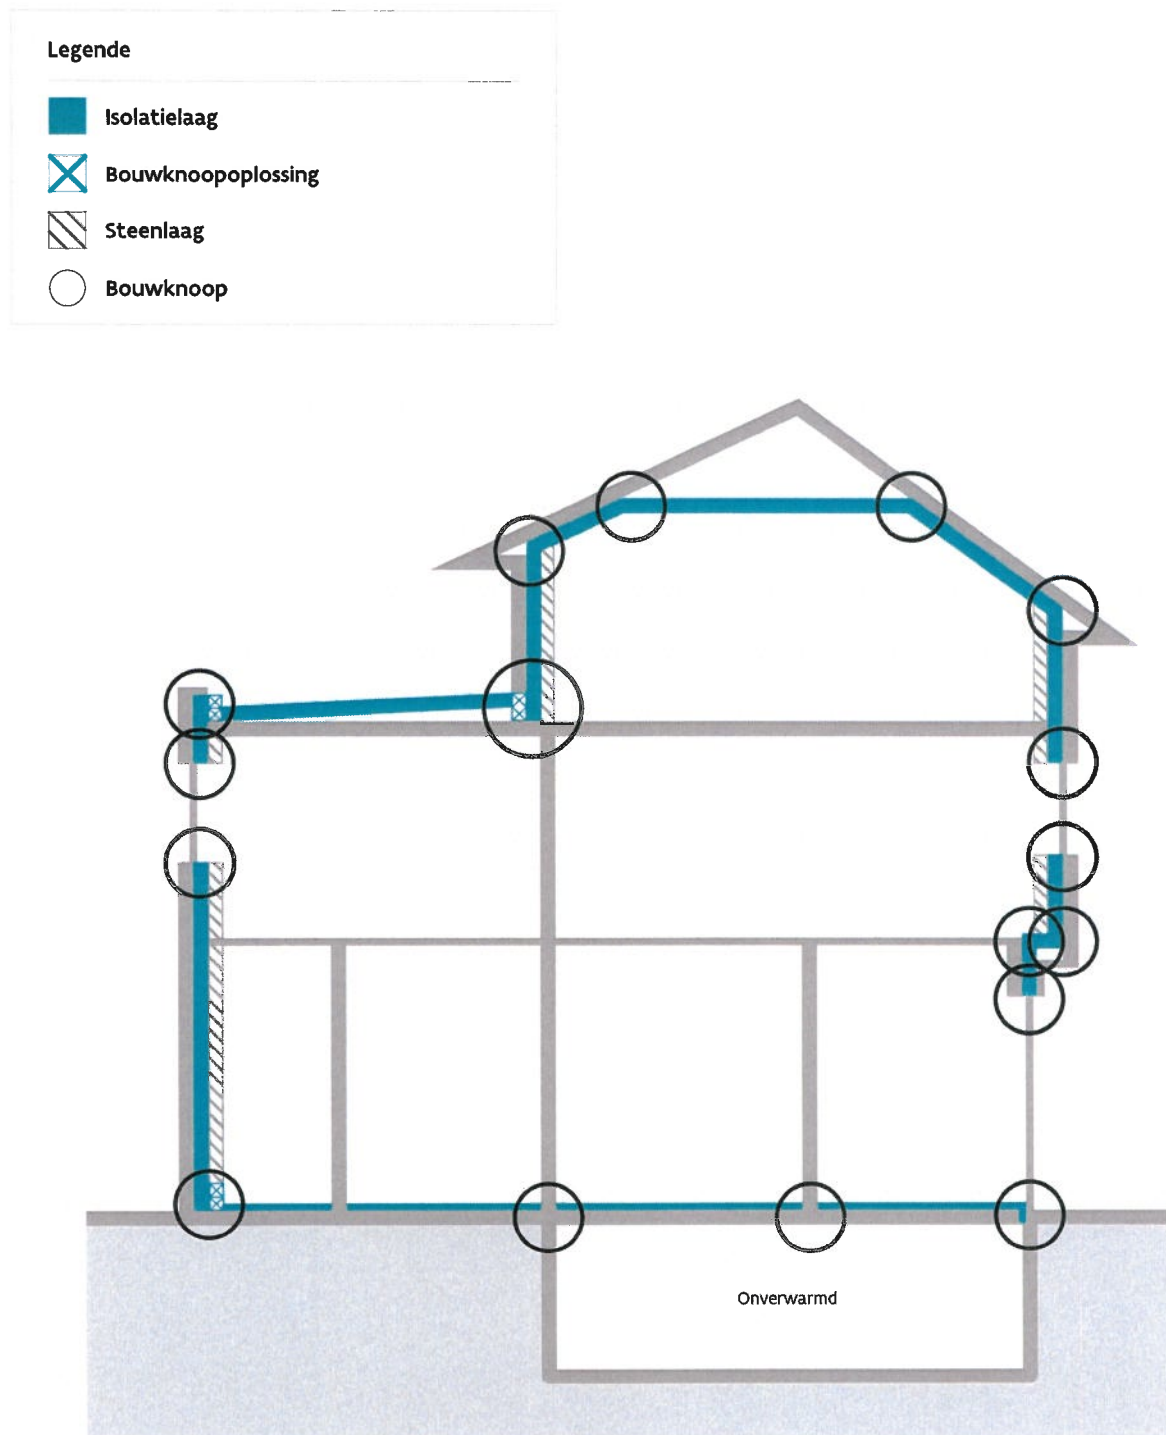 Legende
Isolatielaag
Bouwknoopoplossing
Steenlaag
Bouwknoop
Onverwarmd